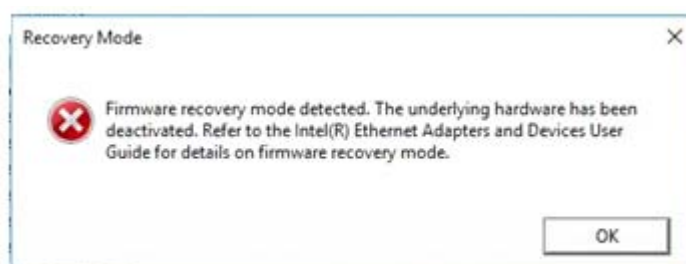 Recovery Mode
Firmware recovery mode detected. The underlying hardware has been
deactivated. Refer to the Intel(R) Ethernet Adapters and Devices User
Guide for details on firmware recovery mode.
OK